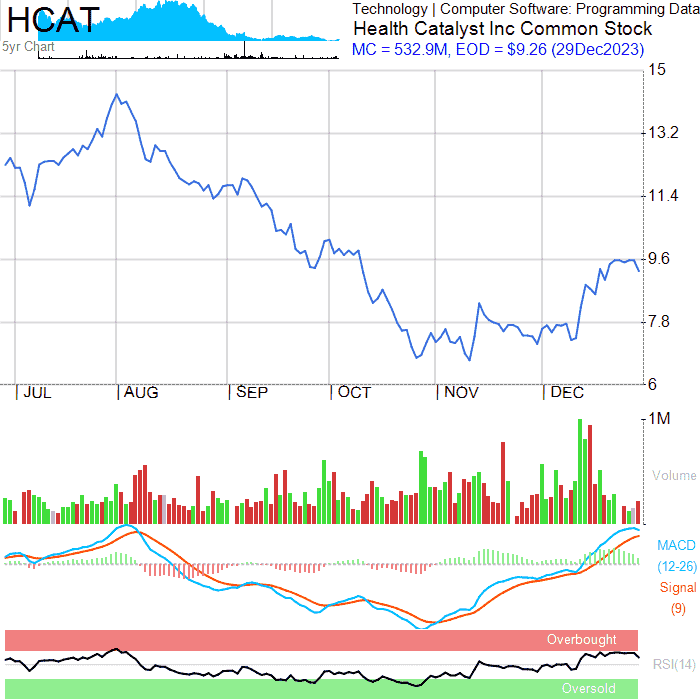 HCAT
5yr Chart
Technology | Computer Software: Programming Data
Health Catalyst Inc Common Stock
MC = 532.9M, EOD = $9.26 (29Dec2023)
15
13.2
11.4
9.6
7.8
6
JUL
AUG
SEP
OCT
NOV
DEC
1M
Volume
MACD
(12-26)
Signal
(9)
Overbought
RSI(14)
Oversold